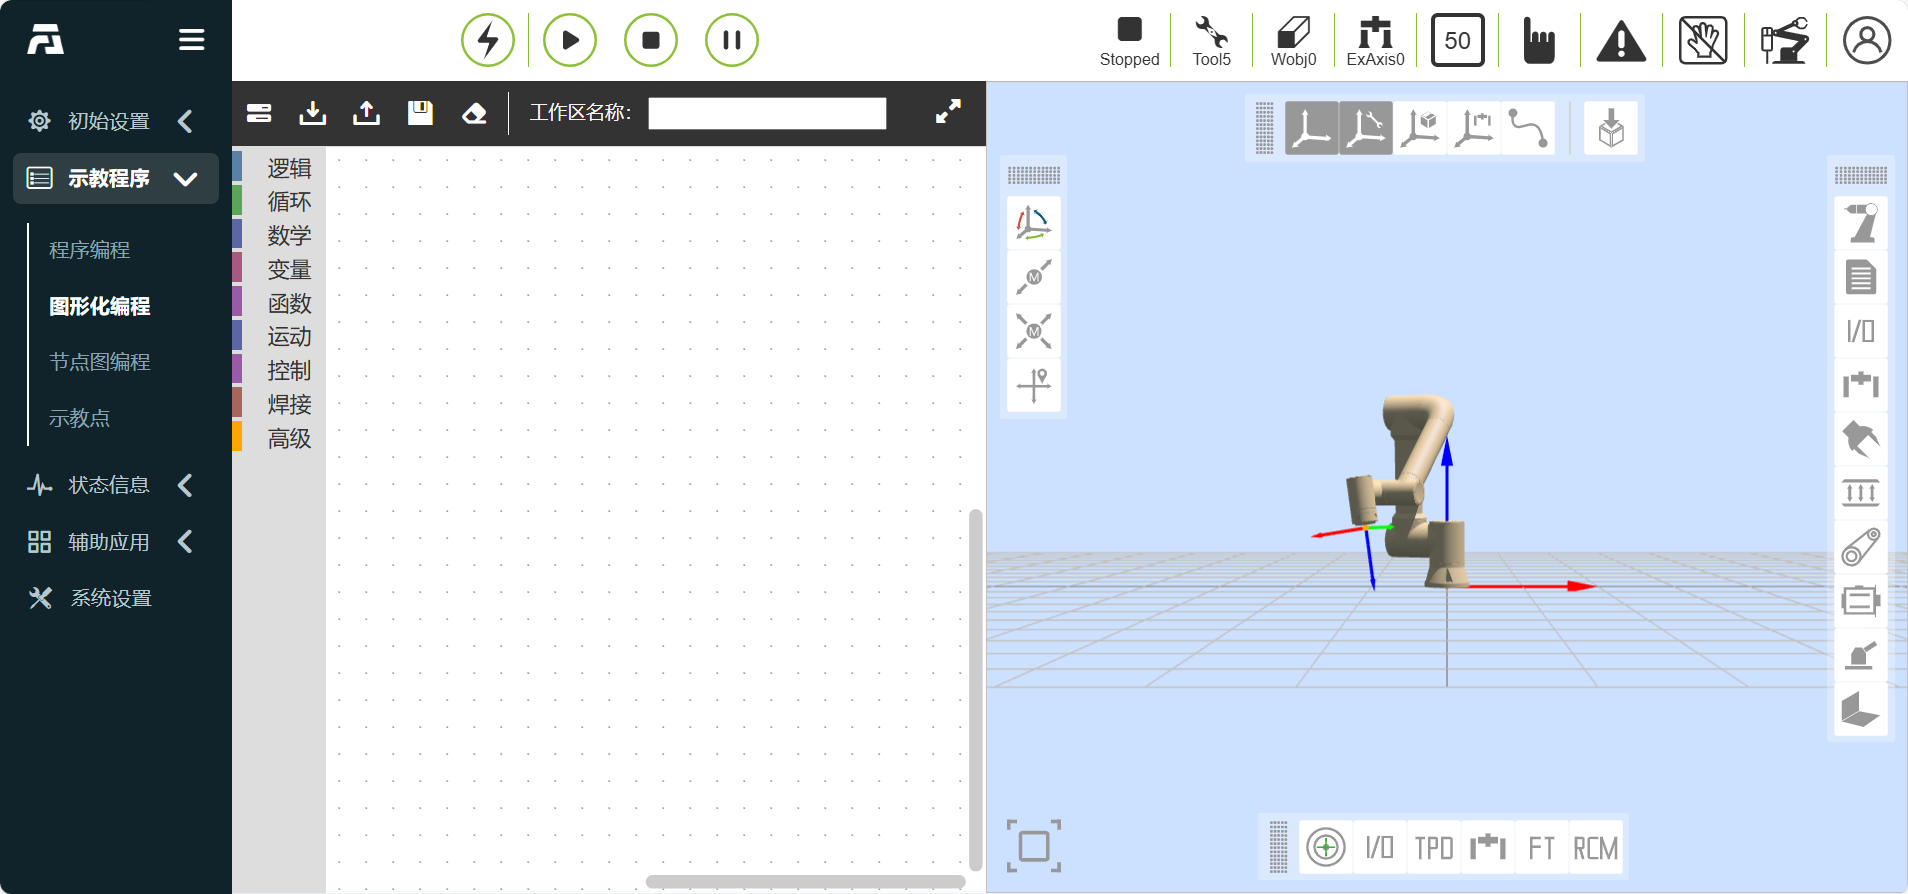 Stopped
Tool5
Wobj0
ExAxis0
50
初始设置
示教程序
程序编程
图形化编程
节点图编程
示教点
状态信息
辅助应用
系统设置
工作区名称：
逻辑
循环
数学
变量
函数
运动
控制
焊接
高级
M
M
I/O
I/O
TPD
FT
RCM